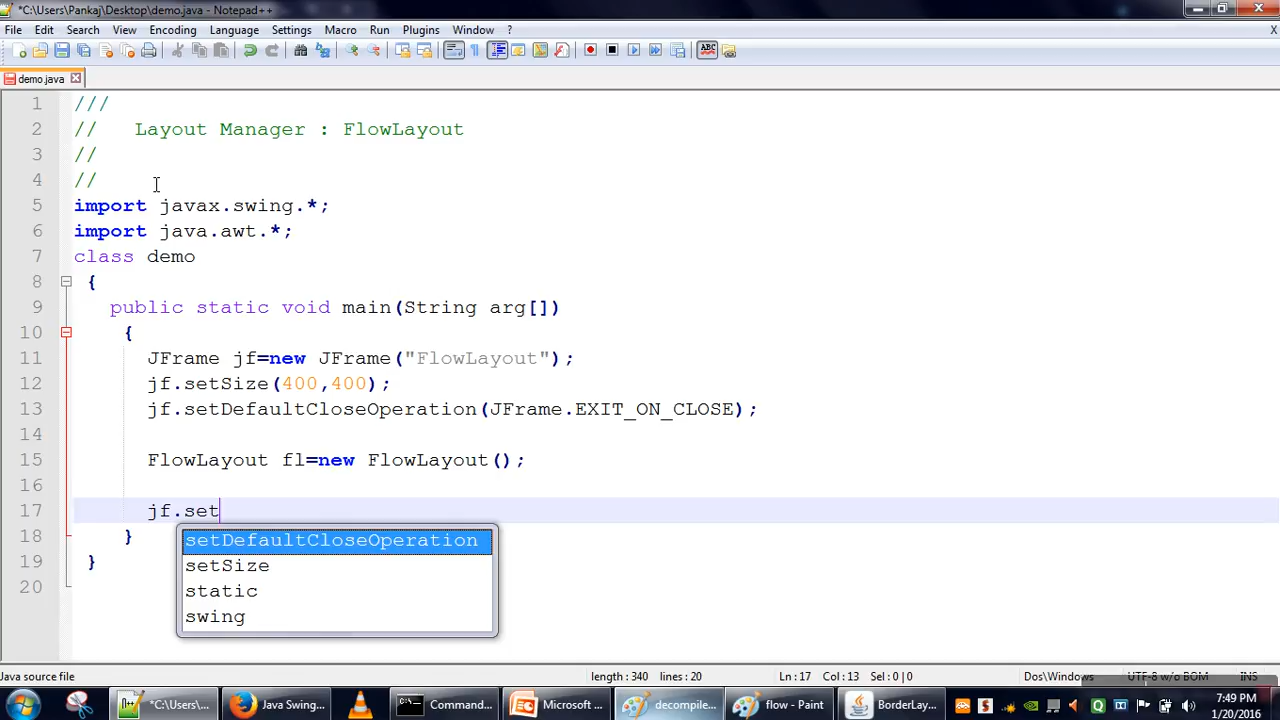 *C:\Users\Pankaj\Desktop\demo.java - Notepad++
File Edit Search View Encoding Language Settings Macro Run Plugins Window ? X
ABC
demo.java
1 ///
2 // Layout Manager : FlowLayout
3 //
4 //
5 import javax.swing.*;
6 import java.awt.*;
7 class demo
8 {
9 public static void main(String arg[])
10 {
11 JFrame jf=new JFrame("FlowLayout");
12 jf.setSize(400,400);
13 jf.setDefaultCloseOperation(JFrame.EXIT_ON_CLOSE);
14
15 FlowLayout fl=new FlowLayout();
16
17 jf.set
18 }
19 }
20
setDefaultCloseOperation
setSize
static
swing
Java source file length : 340 lines : 20 Ln : 17 Col : 13 Sel : 0 | 0 Dos\Windows UTF-8 w/o BOM INS
*C:\Users\... Java Swing... Command... Microsoft ... decompile... flow - Paint BorderLay... 7:49 PM
1/20/2016